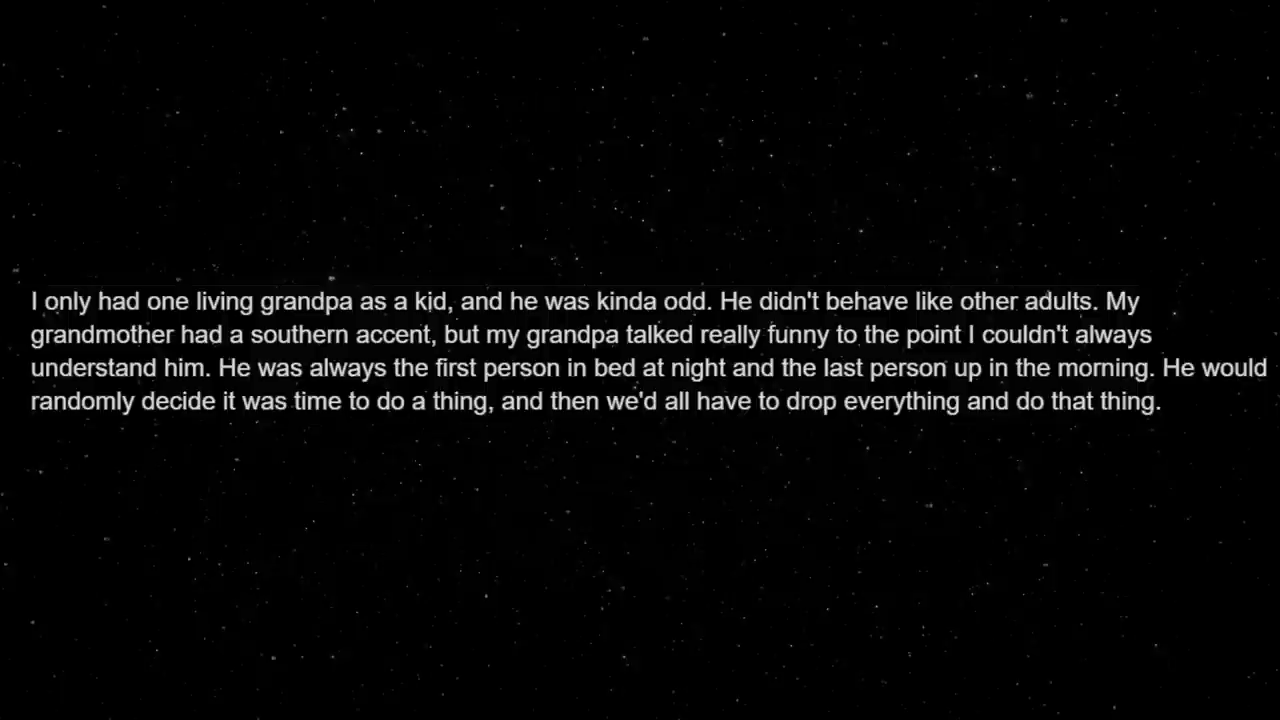 I only had one living grandpa as a kid, and he was kinda odd. He didn't behave like other adults. My
grandmother had a southern accent, but my grandpa talked really funny to the point I couldn't always
understand him. He was always the first person in bed at night and the last person up in the morning. He would
randomly decide it was time to do a thing, and then we'd all have to drop everything and do that thing.